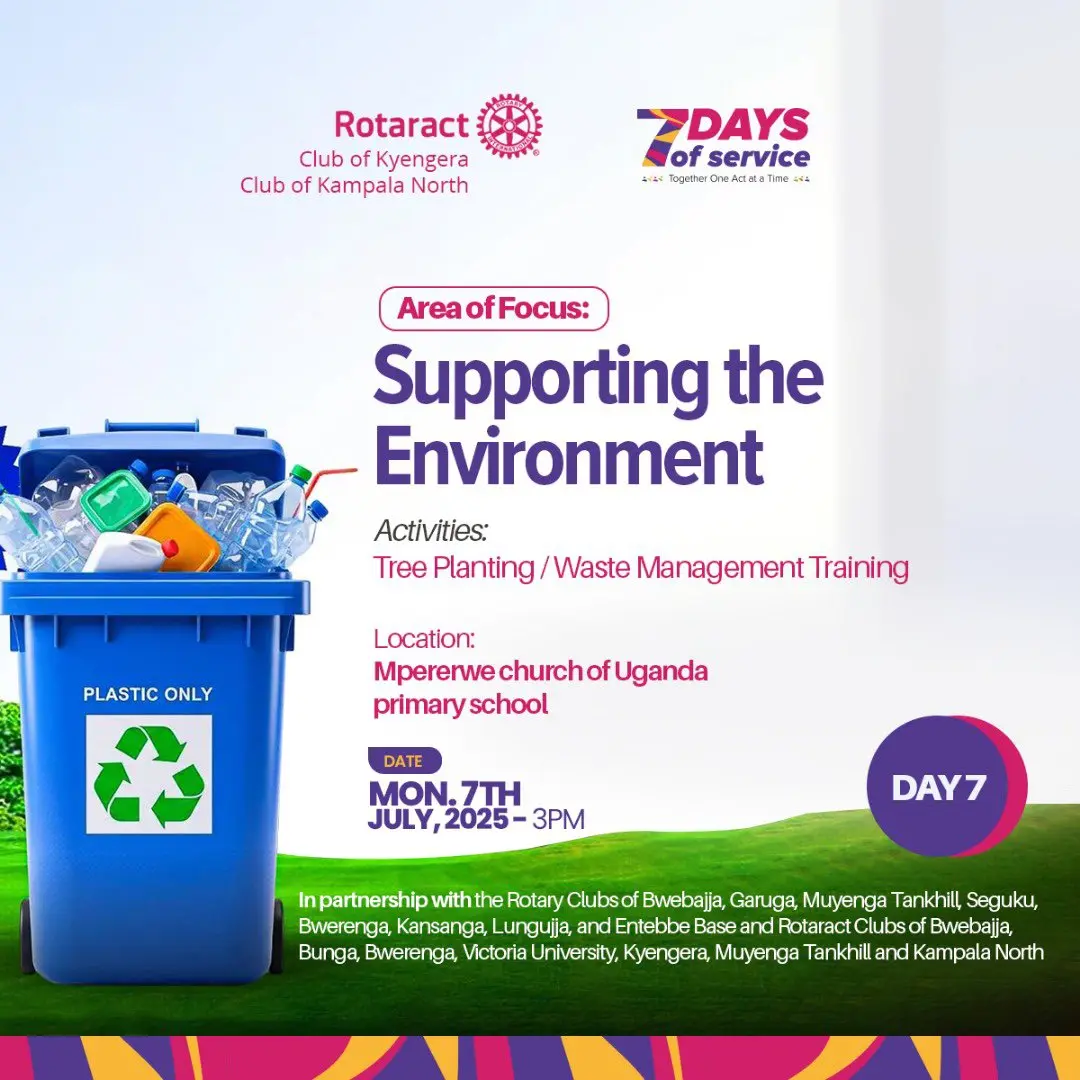 Rotaract
Club of Kyengera
Club of Kampala North
ROTARY
INTERNATIONAL
7 DAYS
of service
Together One Act at a Time
Area of Focus:
Supporting the
Environment
Activities:
Tree Planting / Waste Management Training
Location:
Mpererwe church of Uganda
primary school
PLASTIC ONLY
DATE
MON. 7TH
JULY, 2025 – 3PM
DAY 7
In partnership with the Rotary Clubs of Bwebajja, Garuga, Muyenga Tankhill, Seguku,
Bwerenga, Kansanga, Lungujja, and Entebbe Base and Rotaract Clubs of Bwebajja,
Bunga, Bwerenga, Victoria University, Kyengera, Muyenga Tankhill and Kampala North